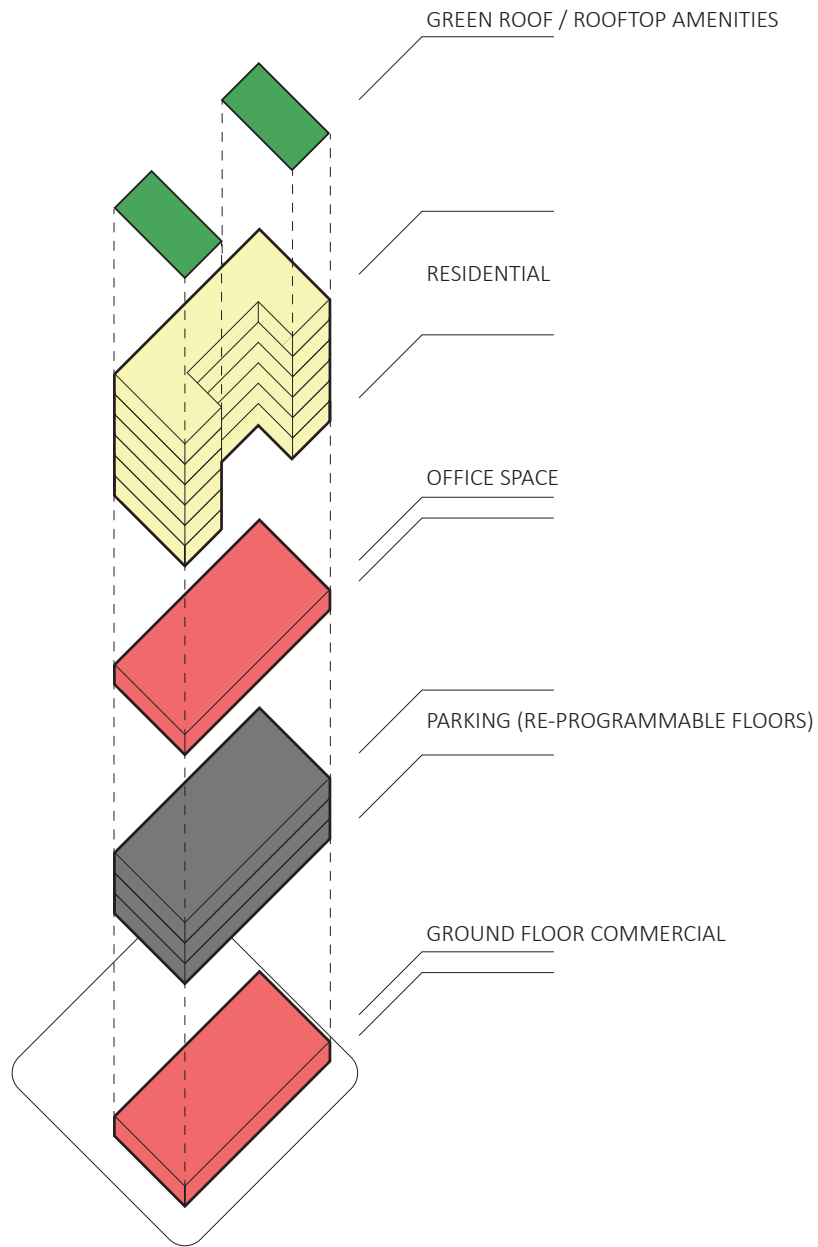 GREEN ROOF / ROOFTOP AMENITIES
RESIDENTIAL
OFFICE SPACE
PARKING (RE-PROGRAMMABLE FLOORS)
GROUND FLOOR COMMERCIAL